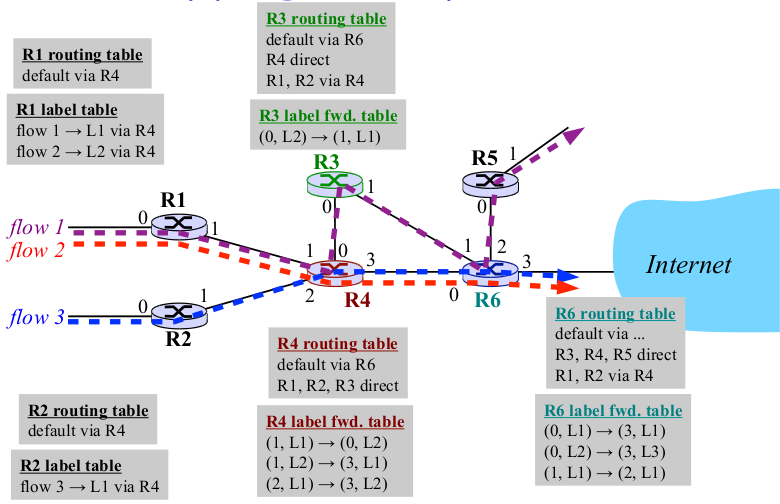 R1 routing table
default via R4
R1 label table
flow 1 → L1 via R4
flow 2 → L2 via R4
R3 routing table
default via R6
R4 direct
R1, R2 via R4
R3 label fwd. table
(0, L2) → (1, L1)
R3
1
0
R5
1
0
R1
0
1
flow 1
flow 2
flow 3
0
1
R2
1
0
3
2
R4
1
2
3
0
R6
Internet
R4 routing table
default via R6
R1, R2, R3 direct
R4 label fwd. table
(1, L1) → (0, L2)
(1, L2) → (3, L1)
(2, L1) → (3, L2)
R6 routing table
default via ...
R3, R4, R5 direct
R1, R2 via R4
R6 label fwd. table
(0, L1) → (3, L1)
(0, L2) → (3, L3)
(1, L1) → (2, L1)
R2 routing table
default via R4
R2 label table
flow 3 → L1 via R4